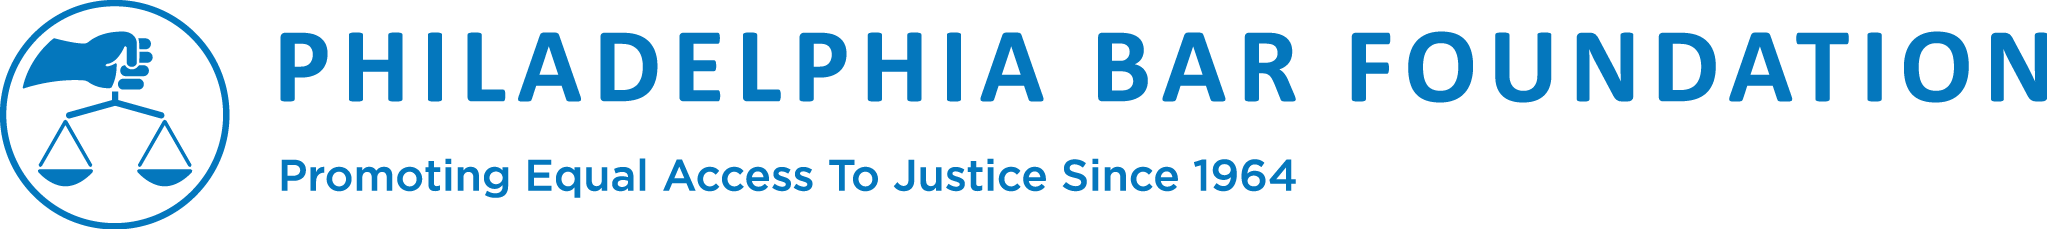 PHILADELPHIA BAR FOUNDATION
Promoting Equal Access To Justice Since 1964